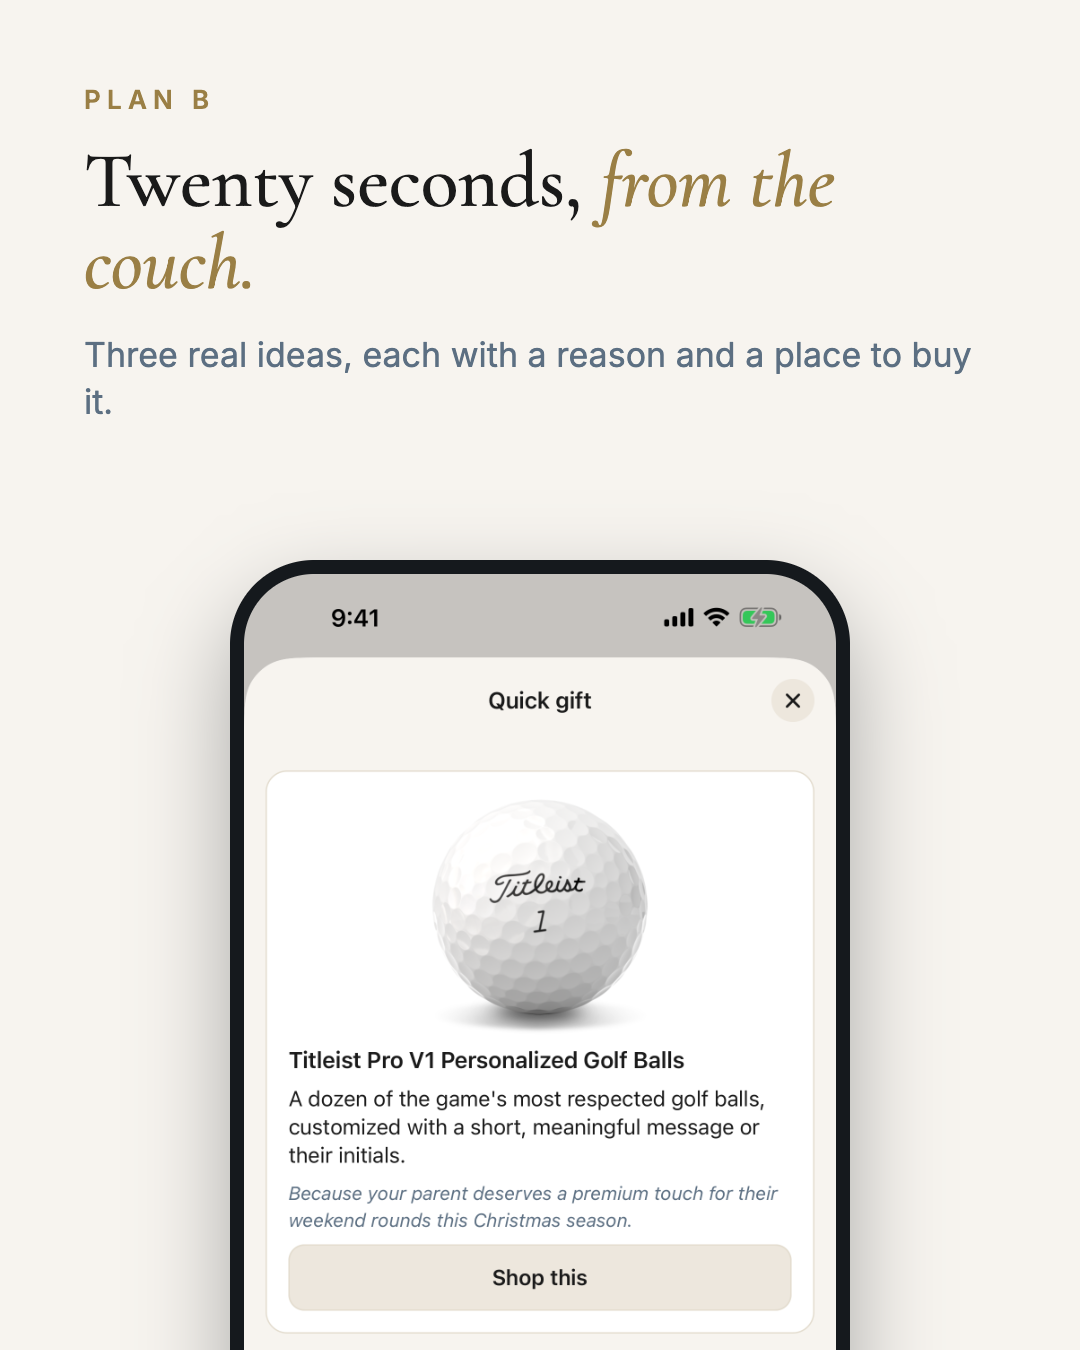 PLAN B
Twenty seconds, from the
couch.
Three real ideas, each with a reason and a place to buy
it.
9:41
Quick gift
Titleist
1
Titleist Pro V1 Personalized Golf Balls
A dozen of the game's most respected golf balls,
customized with a short, meaningful message or
their initials.
Because your parent deserves a premium touch for their
weekend rounds this Christmas season.
Shop this